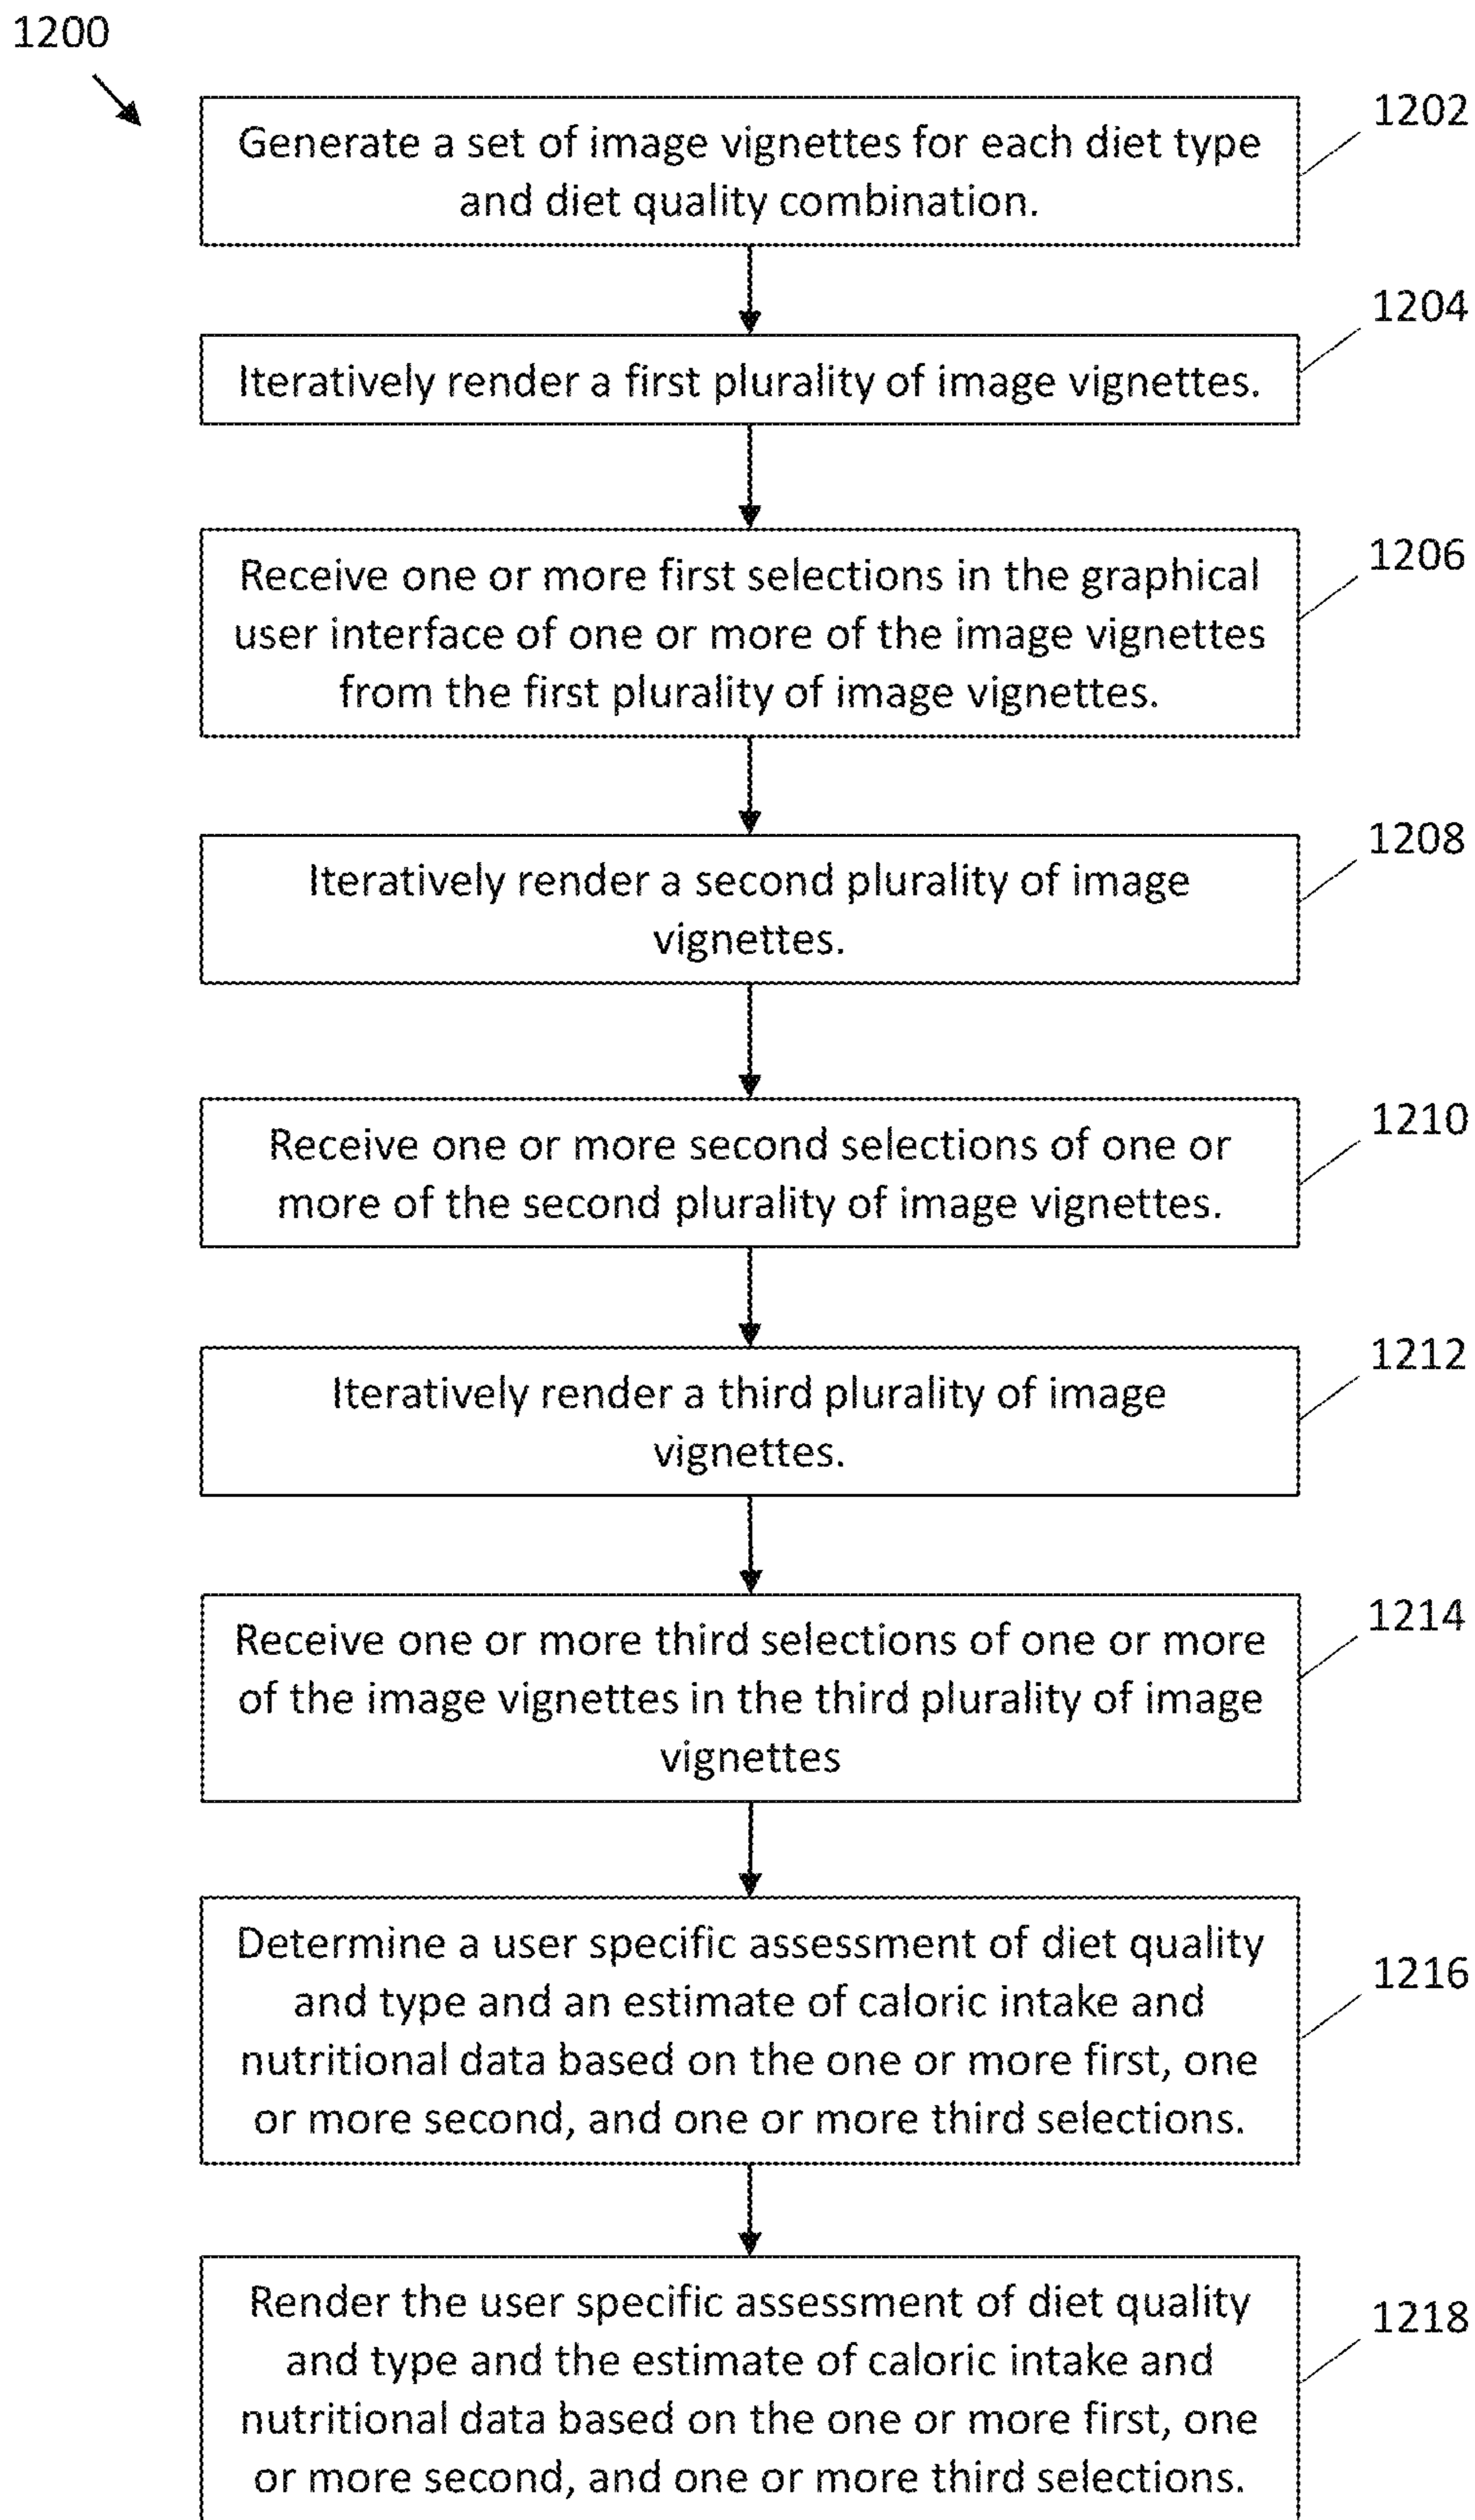 1200
1202
Generate a set of image vignettes for each diet type
and diet quality combination.
1204
Iteratively render a first plurality of image vignettes.
1206
Receive one or more first selections in the graphical
user interface of one or more of the image vignettes
from the first plurality of image vignettes.
1208
Iteratively render a second plurality of image
vignettes.
1210
Receive one or more second selections of one or
more of the second plurality of image vignettes.
1212
Iteratively render a third plurality of image
vignettes.
1214
Receive one or more third selections of one or more
of the image vignettes in the third plurality of image
vignettes
1216
Determine a user specific assessment of diet quality
and type and an estimate of caloric intake and
nutritional data based on the one or more first, one
or more second, and one or more third selections.
1218
Render the user specific assessment of diet quality
and type and the estimate of caloric intake and
nutritional data based on the one or more first, one
or more second, and one or more third selections.